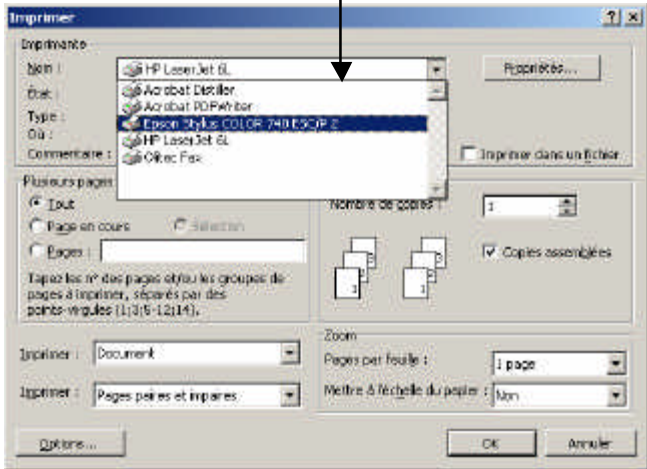 Imprimer
Imprimante
Nom : HP LaserJet 6L Propriétés...
État : Acrobat Distiller
Acrobat PDFWriter
Type : Epson Stylus COLOR 740 ESC/P 2
Où : HP LaserJet 6L
Commentaire : Olitec Fax Imprimer dans un fichier
Plusieurs pages
Tout Nombre de copies : 1
Page en cours Sélection
Pages : Copies assemblées
Tapez les n° des pages et/ou les groupes de
pages à imprimer, séparés par des
points-virgules (1;3;5-12;14).
Zoom
Imprimer : Document Pages par feuille : 1 page
Imprimer : Pages paires et impaires Mettre à l'échelle du papier : Non
Options... OK Annuler